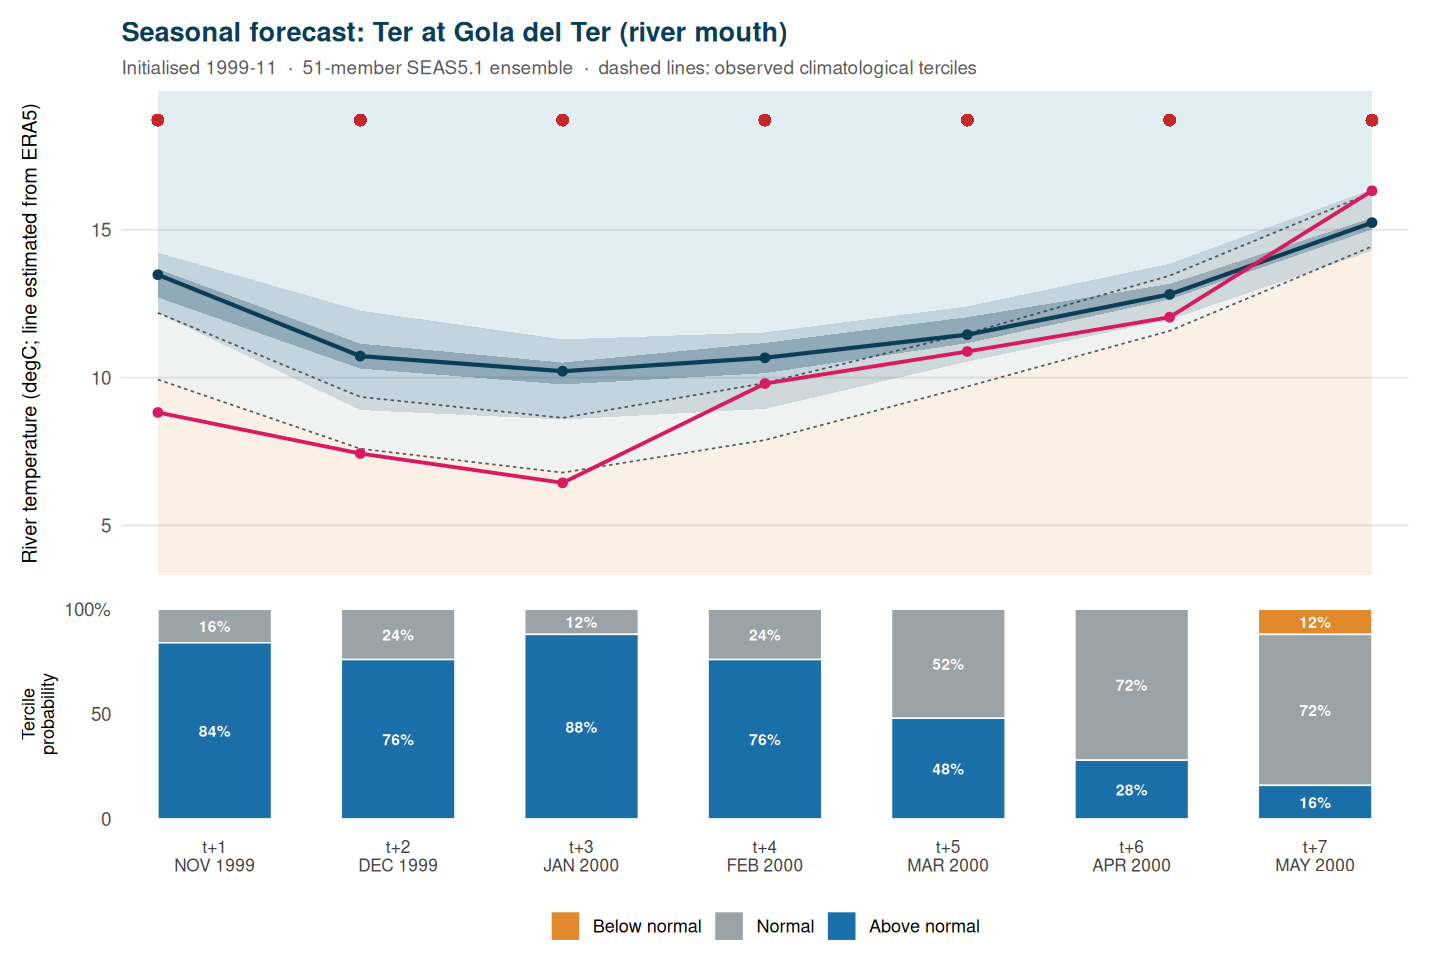 Seasonal forecast: Ter at Gola del Ter (river mouth)
Initialised 1999-11 · 51-member SEAS5.1 ensemble · dashed lines: observed climatological terciles
River temperature (degC; line estimated from ERA5)
15
10
5
Tercile
probability
100%
50
0
16%
84%
24%
76%
12%
88%
24%
76%
52%
48%
72%
28%
12%
72%
16%
t+1
NOV 1999
t+2
DEC 1999
t+3
JAN 2000
t+4
FEB 2000
t+5
MAR 2000
t+6
APR 2000
t+7
MAY 2000
Below normal
Normal
Above normal